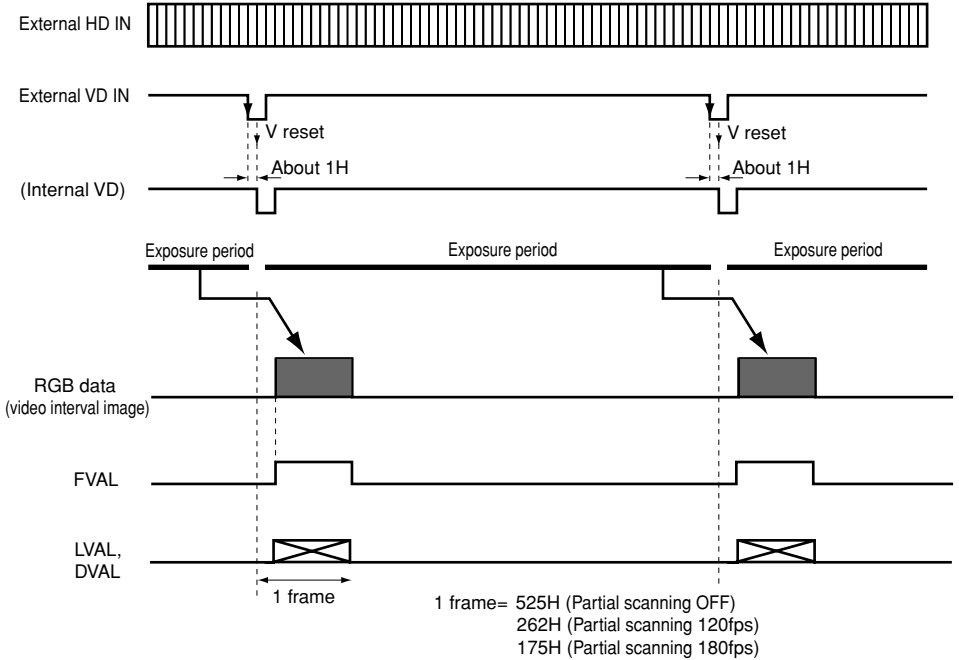 External HD IN
External VD IN
V reset
V reset
About 1H
About 1H
(Internal VD)
Exposure period
Exposure period
Exposure period
RGB data
(video interval image)
FVAL
LVAL,
DVAL
1 frame
1 frame= 525H (Partial scanning OFF)
262H (Partial scanning 120fps)
175H (Partial scanning 180fps)